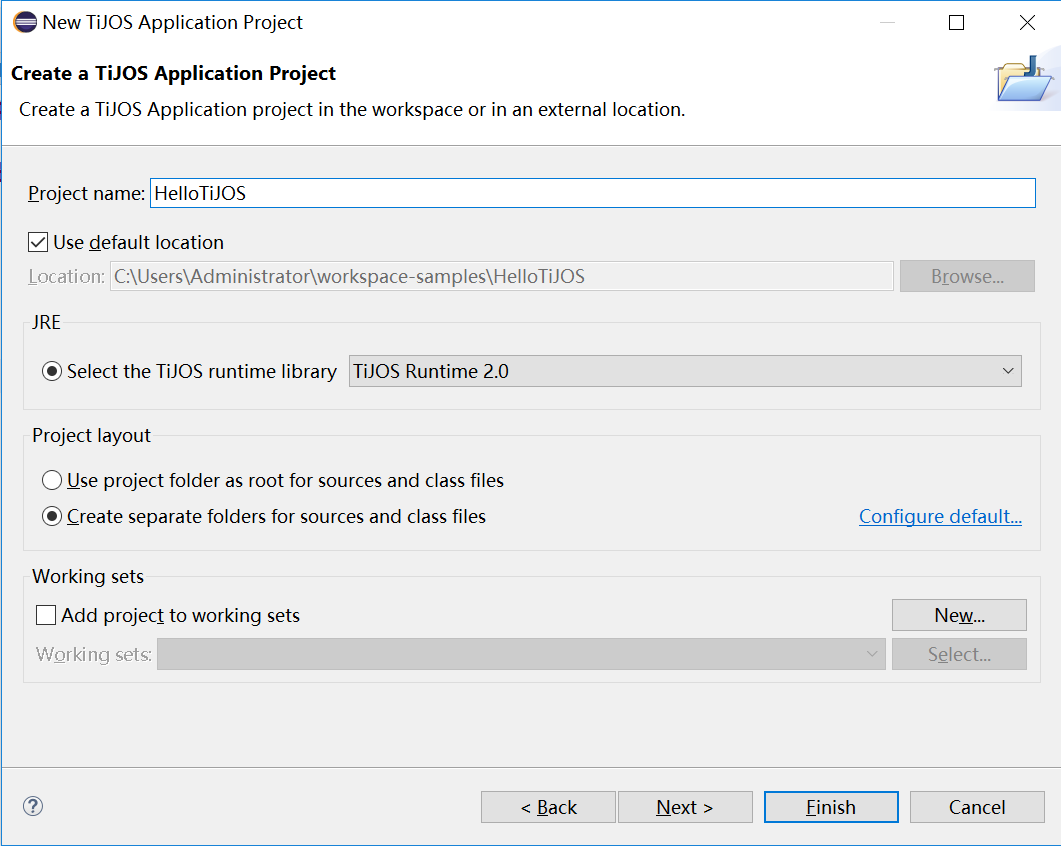 New TiJOS Application Project
Create a TiJOS Application Project
Create a TiJOS Application project in the workspace or in an external location.
Project name: HelloTiJOS
Use default location
Location: C:\Users\Administrator\workspace-samples\HelloTiJOS Browse...
JRE
Select the TiJOS runtime library TiJOS Runtime 2.0
Project layout
Use project folder as root for sources and class files
Create separate folders for sources and class files Configure default...
Working sets
Add project to working sets New...
Working sets: Select...
? < Back Next > Finish Cancel